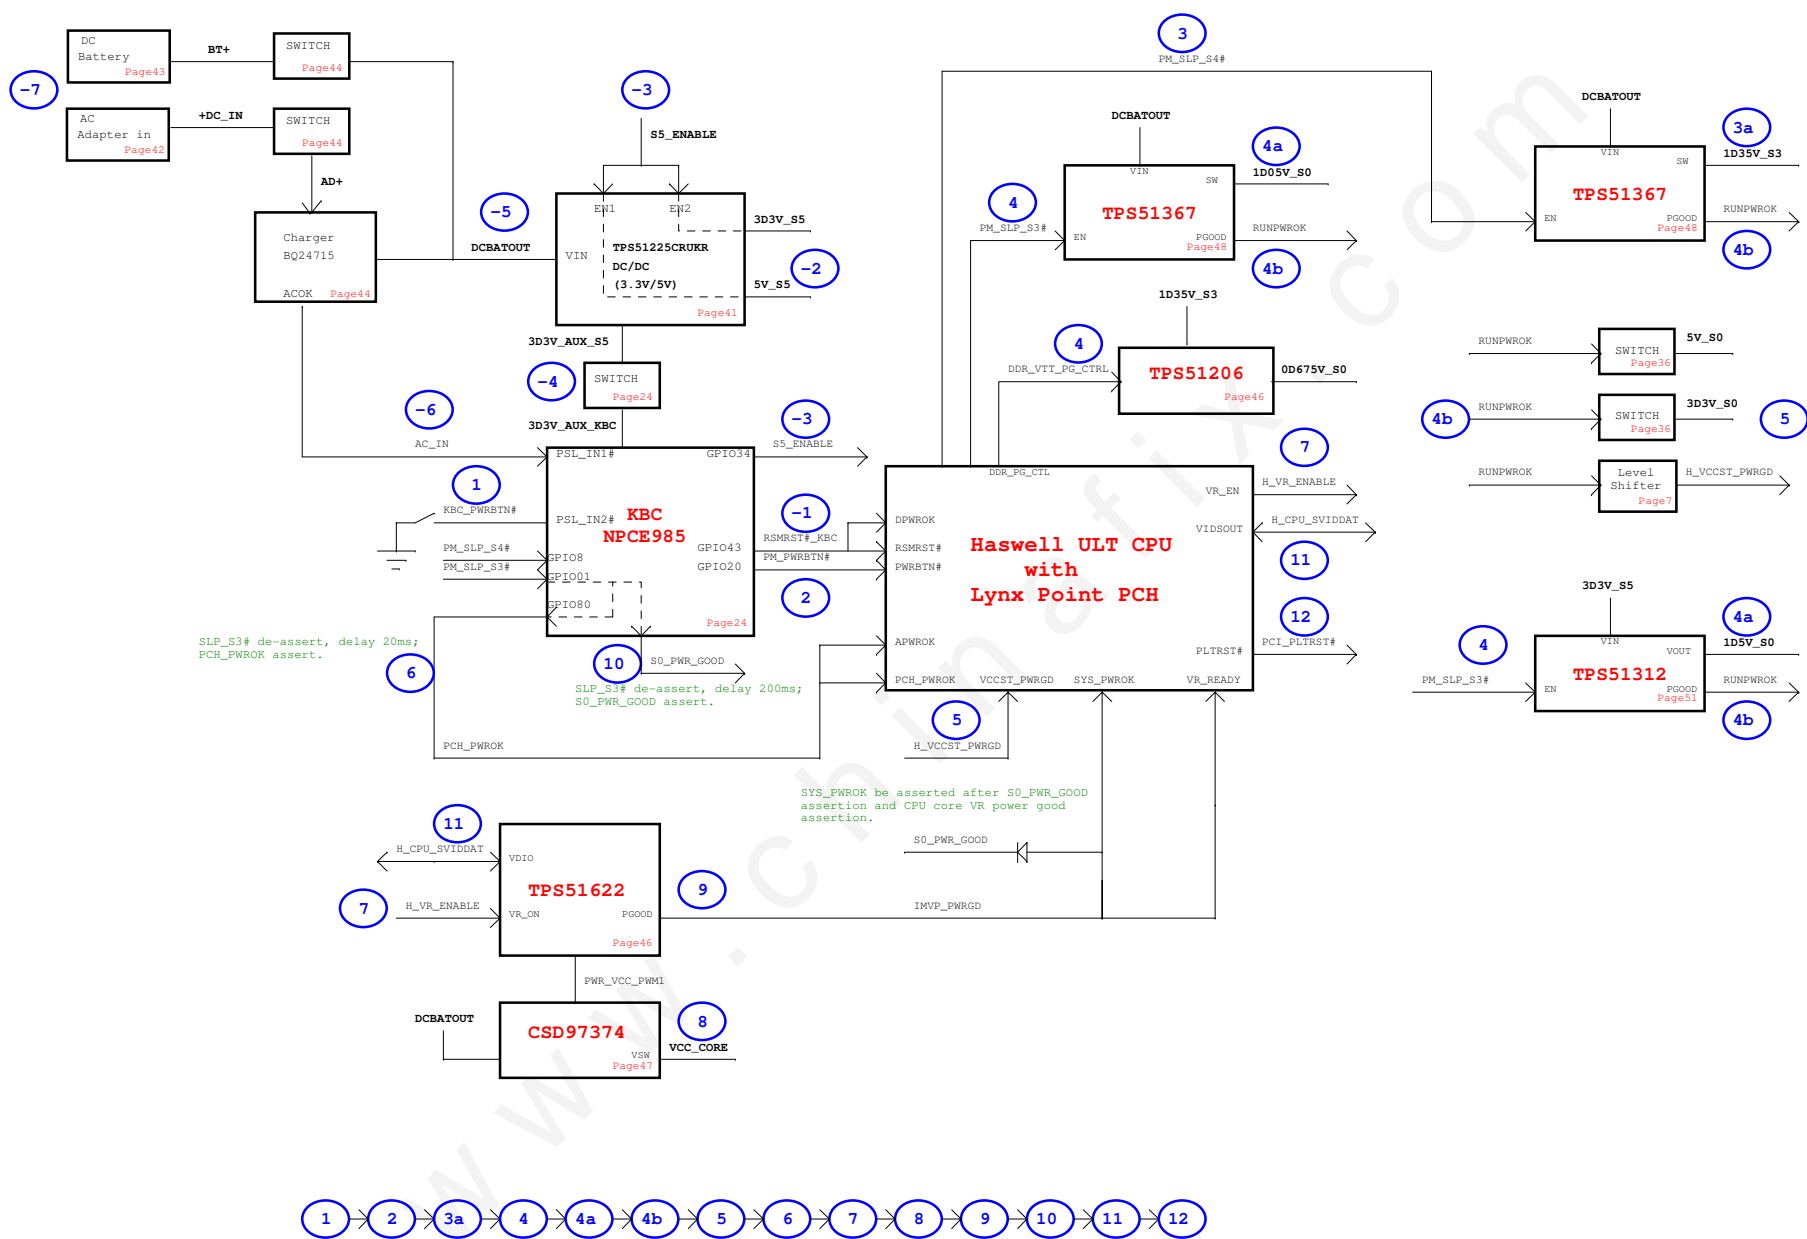 DC
Battery
Page43
BT+
SWITCH
Page44
-7
AC
Adapter in
Page42
+DC_IN
SWITCH
Page44
AD+
Charger
BQ24715
ACOK
Page44
-5
DCBATOUT
-3
S5_ENABLE
EN1
EN2
VIN
TPS51225CRUKR
DC/DC
(3.3V/5V)
Page41
3D3V_S5
-2
5V_S5
3D3V_AUX_S5
-4
SWITCH
Page24
3D3V_AUX_KBC
-6
AC_IN
1
KBC_PWRBTN#
PM_SLP_S4#
PM_SLP_S3#
PSL_IN1#
GPIO34
PSL_IN2#
KBC
NPCE985
GPIO43
GPIO8
GPIO20
GPIO01
GPIO80
Page24
-3
S5_ENABLE
-1
RSMRST#_KBC
PM_PWRBTN#
2
SLP_S3# de-assert, delay 20ms;
PCH_PWROK assert.
6
10
S0_PWR_GOOD
SLP_S3# de-assert, delay 200ms;
S0_PWR_GOOD assert.
PCH_PWROK
3
PM_SLP_S4#
DCBATOUT
4a
VIN
SW
1D05V_S0
4
PM_SLP_S3#
TPS51367
EN
PGOOD
Page48
RUNPWROK
4b
1D35V_S3
4
DDR_VTT_PG_CTRL
TPS51206
Page46
0D675V_S0
DDR_PG_CTL
VR_EN
7
H_VR_ENABLE
DPWROK
VIDSOUT
H_CPU_SVIDDAT
11
RSMRST#
PWRBTN#
Haswell ULT CPU
with
Lynx Point PCH
12
APWROK
PLTRST#
PCI_PLTRST#
PCH_PWROK
VCCST_PWRGD
SYS_PWROK
VR_READY
5
H_VCCST_PWRGD
SYS_PWROK be asserted after S0_PWR_GOOD
assertion and CPU core VR power good
assertion.
S0_PWR_GOOD
IMVP_PWRGD
DCBATOUT
3a
VIN
SW
1D35V_S3
TPS51367
EN
PGOOD
Page48
RUNPWROK
4b
RUNPWROK
SWITCH
Page36
5V_S0
4b
RUNPWROK
SWITCH
Page36
3D3V_S0
5
RUNPWROK
Level
Shifter
Page7
H_VCCST_PWRGD
3D3V_S5
4a
VIN
VOUT
1D5V_S0
4
PM_SLP_S3#
TPS51312
EN
PGOOD
Page51
RUNPWROK
4b
11
H_CPU_SVIDDAT
VDIO
TPS51622
9
7
H_VR_ENABLE
VR_ON
PGOOD
Page46
PWR_VCC_PWM1
DCBATOUT
CSD97374
8
VSW
Page47
VCC_CORE
1 2 3a 4 4a 4b 5 6 7 8 9 10 11 12
www.chinafix.com